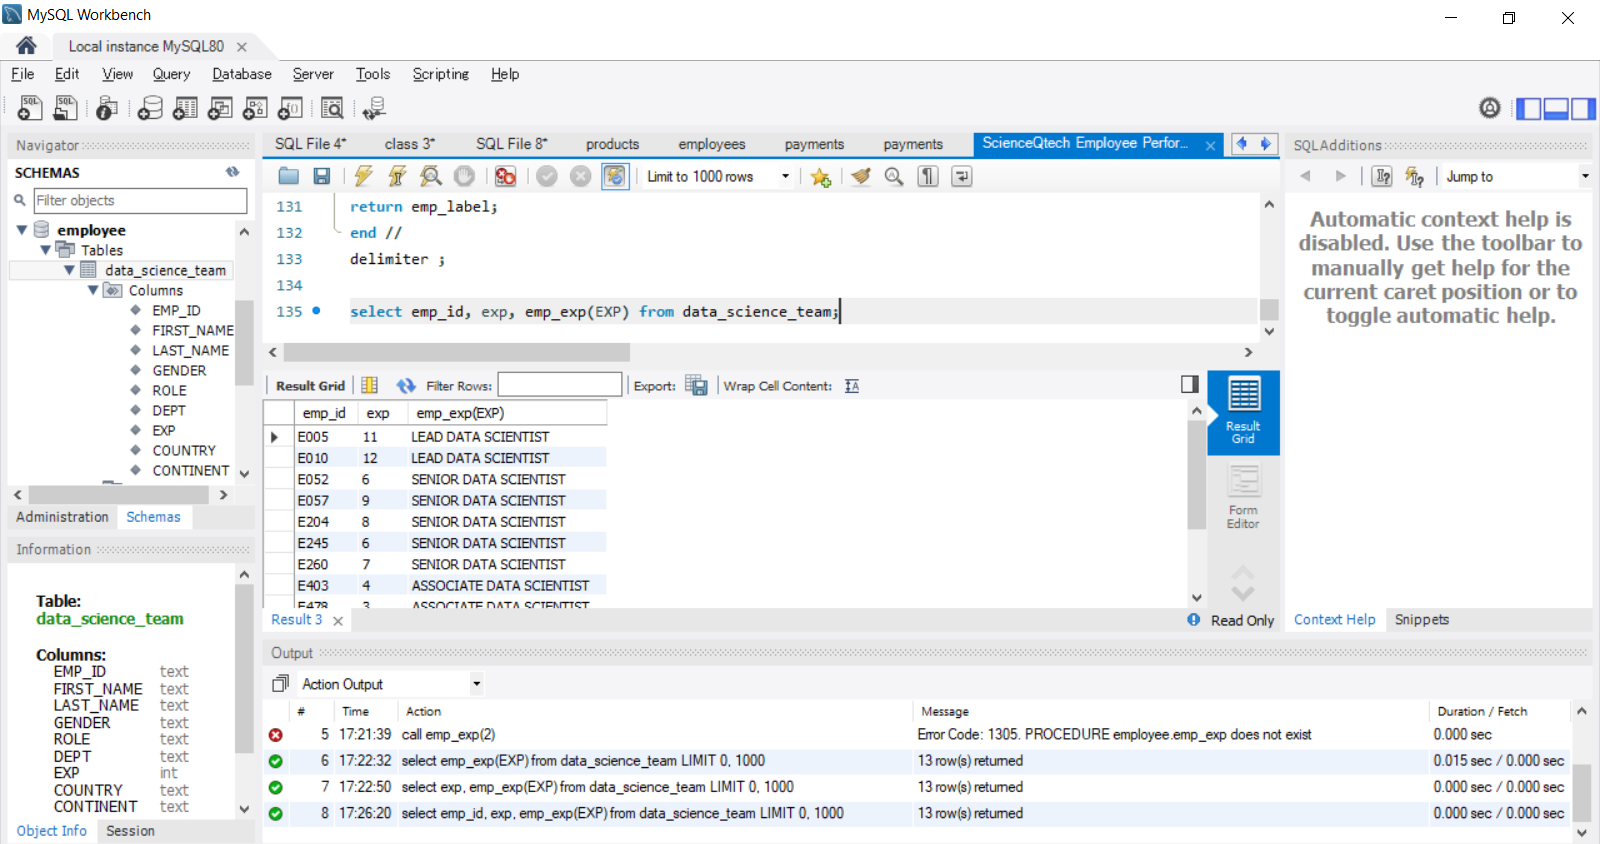 MySQL Workbench
Local instance MySQL80
File Edit View Query Database Server Tools Scripting Help
Navigator
SCHEMAS
Filter objects
employee
Tables
data_science_team
Columns
EMP_ID
FIRST_NAME
LAST_NAME
GENDER
ROLE
DEPT
EXP
COUNTRY
CONTINENT
Administration Schemas
Information
Table:
data_science_team
Columns:
EMP_ID text
FIRST_NAME text
LAST_NAME text
GENDER text
ROLE text
DEPT text
EXP int
COUNTRY text
CONTINENT text
Object Info Session
SQL File 4* class 3* SQL File 8* products employees payments payments ScienceQtech Employee Perfor...
Limit to 1000 rows
131 return emp_label;
132 end //
133 delimiter ;
134
135 select emp_id, exp, emp_exp(EXP) from data_science_team;
Result Grid Filter Rows: Export: Wrap Cell Content:
emp_id exp emp_exp(EXP)
E005 11 LEAD DATA SCIENTIST
E010 12 LEAD DATA SCIENTIST
E052 6 SENIOR DATA SCIENTIST
E057 9 SENIOR DATA SCIENTIST
E204 8 SENIOR DATA SCIENTIST
E245 6 SENIOR DATA SCIENTIST
E260 7 SENIOR DATA SCIENTIST
E403 4 ASSOCIATE DATA SCIENTIST
E478 3 ASSOCIATE DATA SCIENTIST
Result
Grid
Form
Editor
Result 3
Read Only
SQLAdditions
Jump to
Automatic context help is
disabled. Use the toolbar to
manually get help for the
current caret position or to
toggle automatic help.
Context Help Snippets
Output
Action Output
# Time Action Message Duration / Fetch
5 17:21:39 call emp_exp(2) Error Code: 1305. PROCEDURE employee.emp_exp does not exist 0.000 sec
6 17:22:32 select emp_exp(EXP) from data_science_team LIMIT 0, 1000 13 row(s) returned 0.015 sec / 0.000 sec
7 17:22:50 select exp, emp_exp(EXP) from data_science_team LIMIT 0, 1000 13 row(s) returned 0.000 sec / 0.000 sec
8 17:26:20 select emp_id, exp, emp_exp(EXP) from data_science_team LIMIT 0, 1000 13 row(s) returned 0.000 sec / 0.000 sec